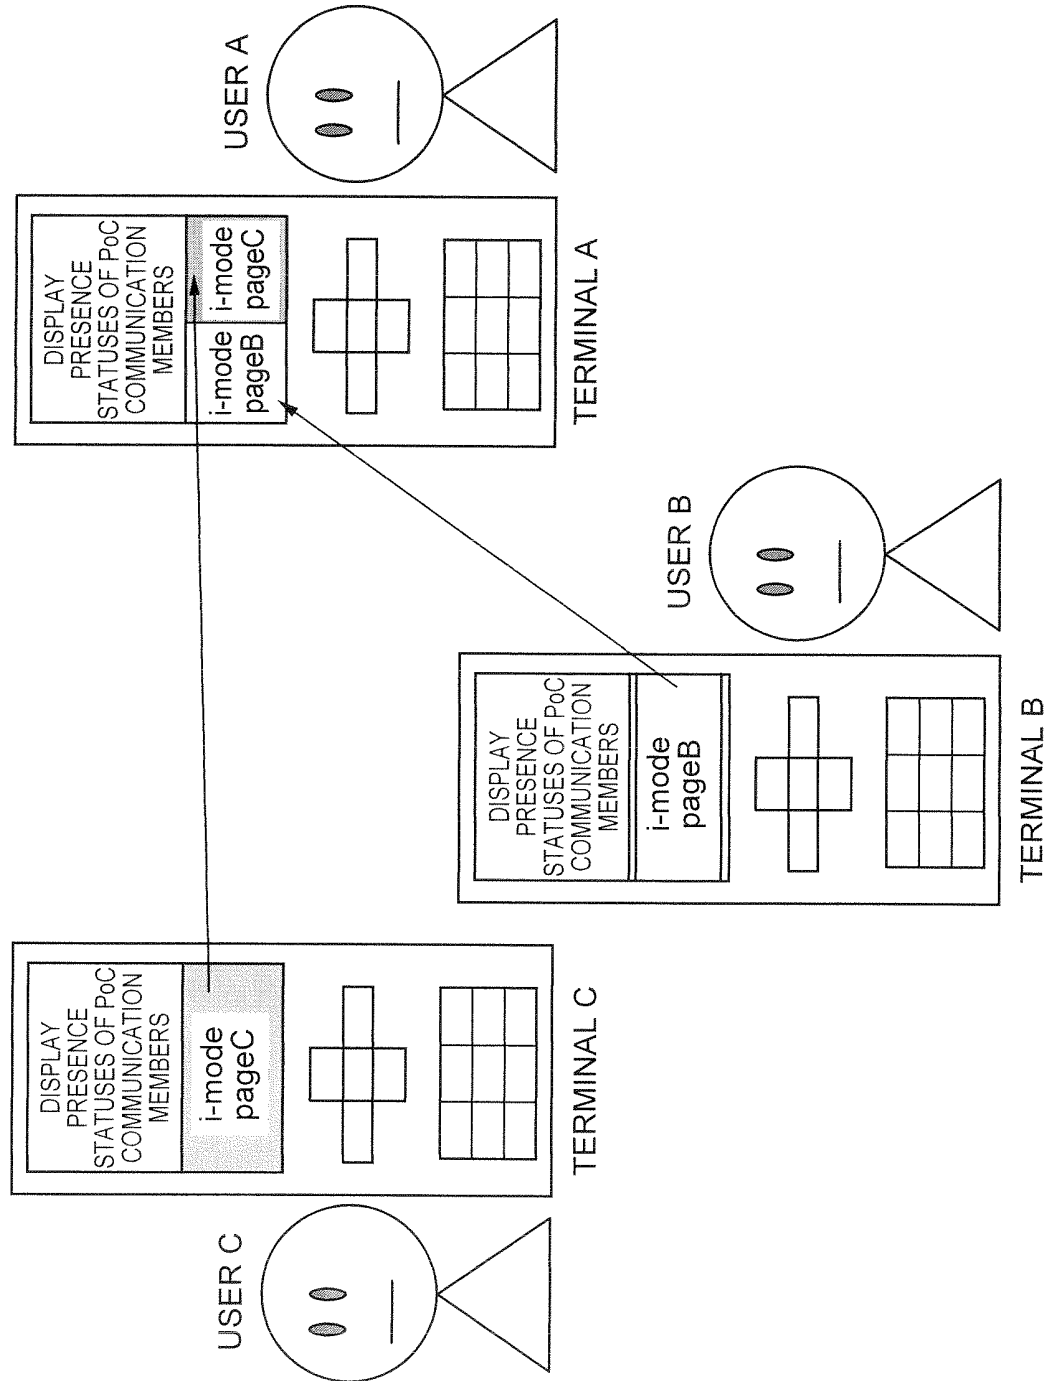 USER C
DISPLAY
PRESENCE
STATUSES OF PoC
COMMUNICATION
MEMBERS
i-mode
pageC
TERMINAL C
DISPLAY
PRESENCE
STATUSES OF PoC
COMMUNICATION
MEMBERS
i-mode
pageB
TERMINAL B
USER B
DISPLAY
PRESENCE
STATUSES OF PoC
COMMUNICATION
MEMBERS
i-mode
pageB
i-mode
pageC
TERMINAL A
USER A